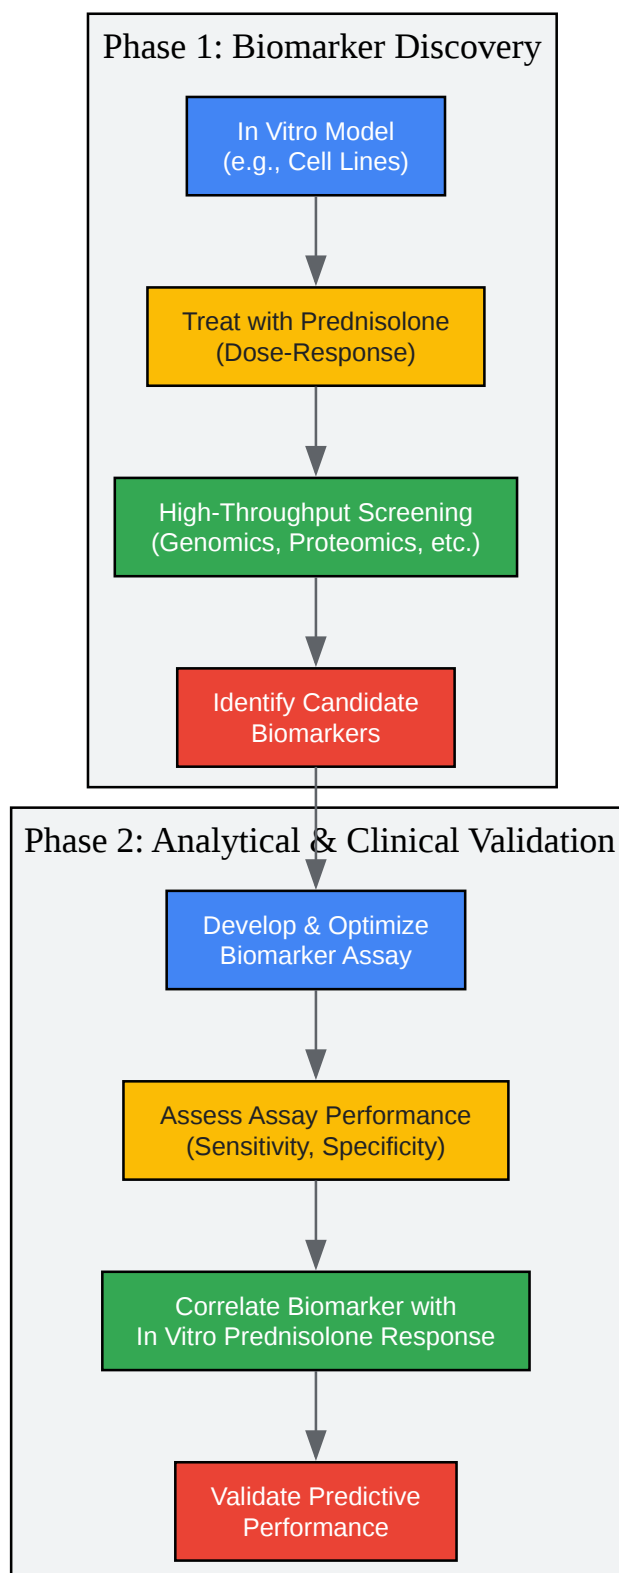 Phase 1: Biomarker Discovery
In Vitro Model
(e.g., Cell Lines)
Treat with Prednisolone
(Dose-Response)
High-Throughput Screening
(Genomics, Proteomics, etc.)
Identify Candidate
Biomarkers
Phase 2: Analytical & Clinical Validation
Develop & Optimize
Biomarker Assay
Assess Assay Performance
(Sensitivity, Specificity)
Correlate Biomarker with
In Vitro Prednisolone Response
Validate Predictive
Performance